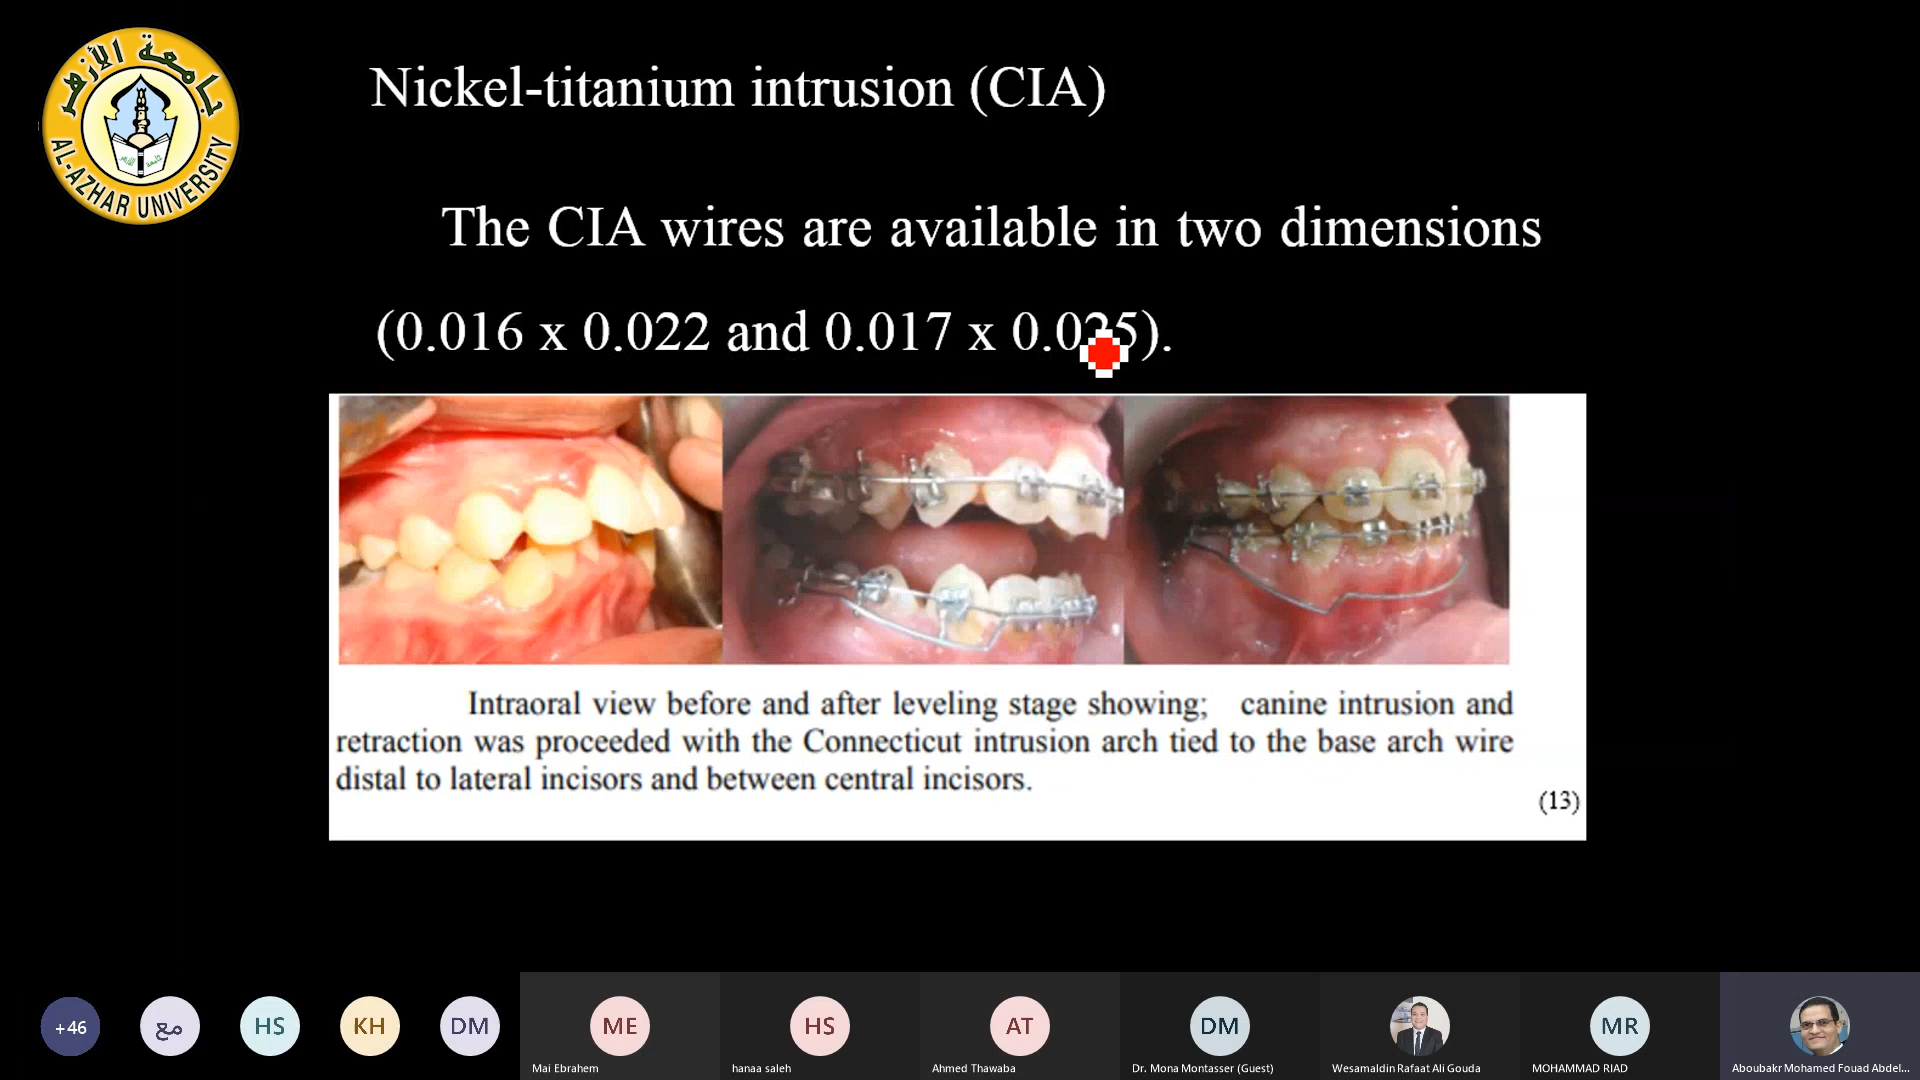 جامعة الأزهر
AL-AZHAR UNIVERSITY
Nickel-titanium intrusion (CIA)
The CIA wires are available in two dimensions
(0.016 x 0.022 and 0.017 x 0.025).
Intraoral view before and after leveling stage showing; canine intrusion and
retraction was proceeded with the Connecticut intrusion arch tied to the base arch wire
distal to lateral incisors and between central incisors.
(13)
+46
مع
HS
KH
DM
ME
HS
AT
DM
MR
Mai Ebrahem
hanaa saleh
Ahmed Thawaba
Dr. Mona Montasser (Guest)
Wesamaldin Rafaat Ali Gouda
MOHAMMAD RIAD
Aboubakr Mohamed Fouad Abdel...